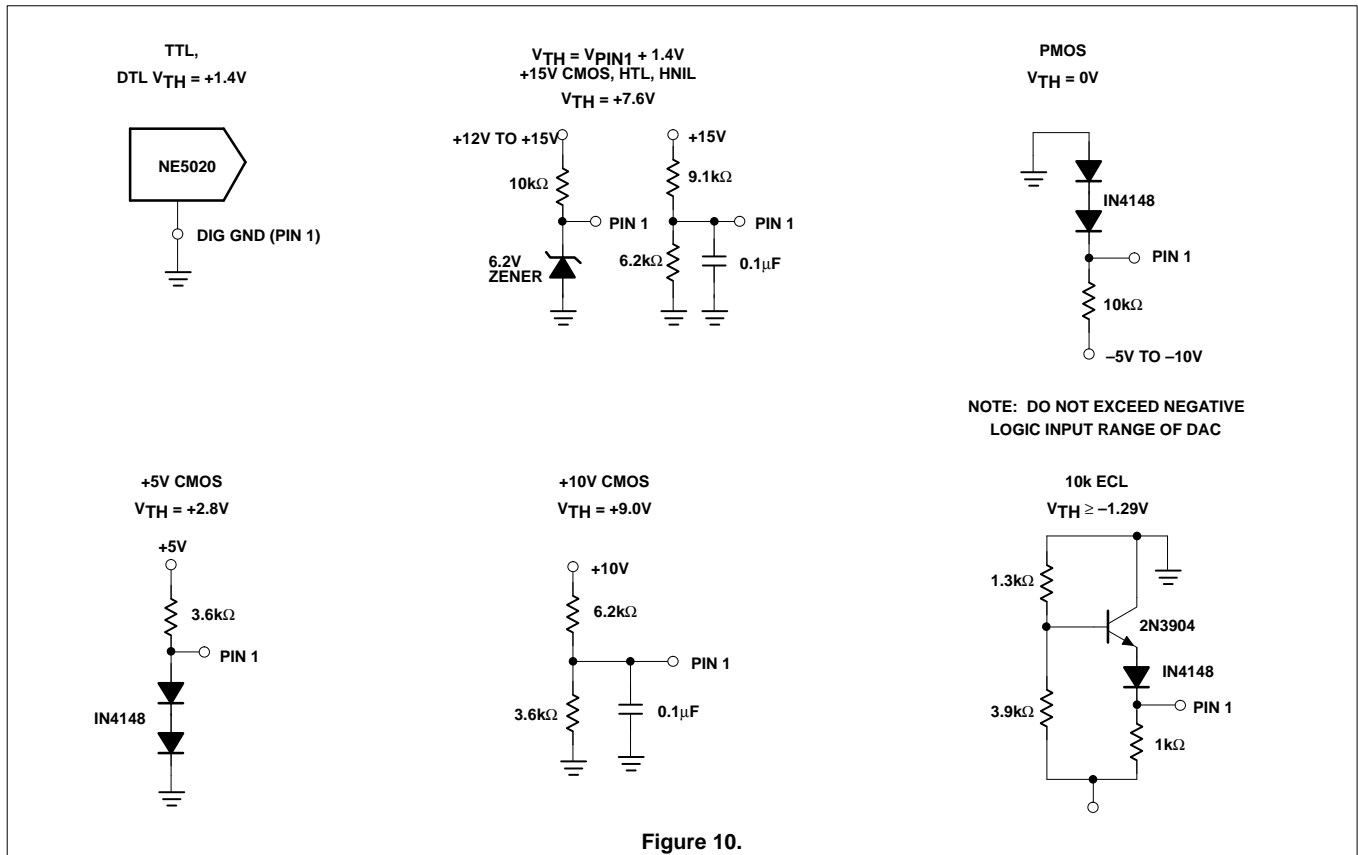 TTL,
DTL VTH = +1.4V
NE5020
DIG GND (PIN 1)
VTH = VPIN1 + 1.4V
+15V CMOS, HTL, HNIL
VTH = +7.6V
+12V TO +15V
10kΩ
PIN 1
6.2V
ZENER
+15V
9.1kΩ
PIN 1
6.2kΩ
0.1µF
PMOS
VTH = 0V
IN4148
PIN 1
10kΩ
–5V TO –10V
NOTE: DO NOT EXCEED NEGATIVE
LOGIC INPUT RANGE OF DAC
+5V CMOS
VTH = +2.8V
+5V
3.6kΩ
PIN 1
IN4148
+10V CMOS
VTH = +9.0V
+10V
6.2kΩ
PIN 1
3.6kΩ
0.1µF
10k ECL
VTH ≥ –1.29V
1.3kΩ
2N3904
IN4148
3.9kΩ
PIN 1
1kΩ
Figure 10.